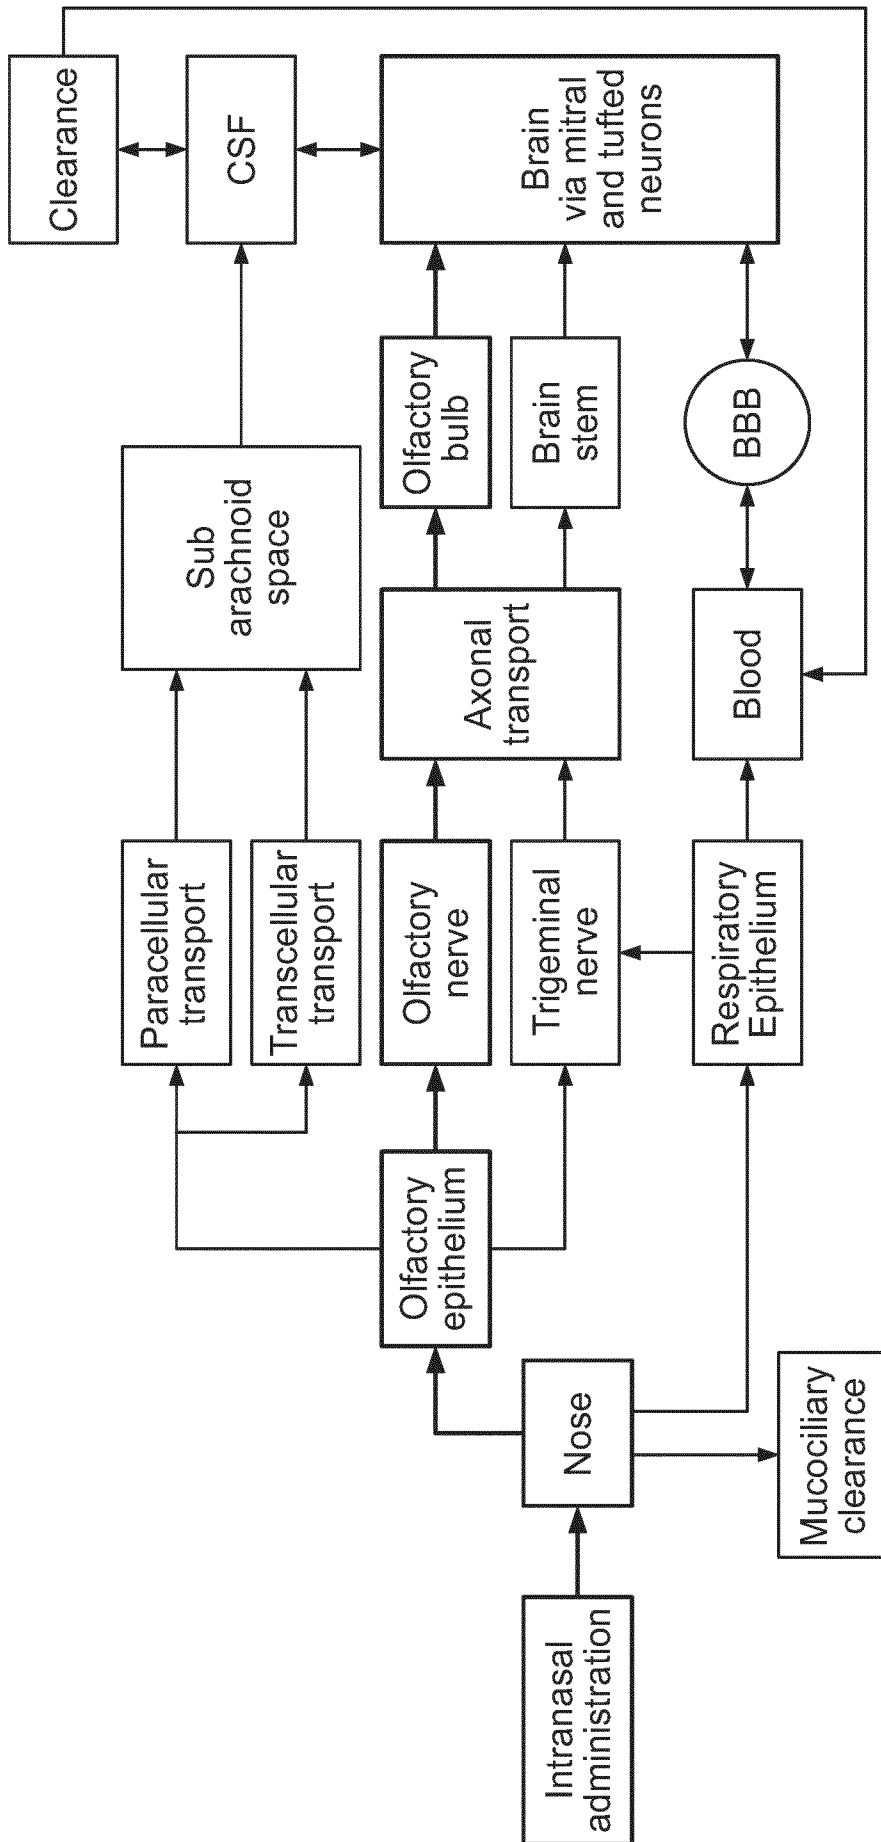 Intranasal
administration
Nose
Mucociliary
clearance
Olfactory
epithelium
Paracellular
transport
Transcellular
transport
Olfactory
nerve
Trigeminal
nerve
Respiratory
Epithelium
Sub
arachnoid
space
Axonal
transport
Blood
Olfactory
bulb
Brain
stem
BBB
Clearance
CSF
Brain
via mitral
and tufted
neurons